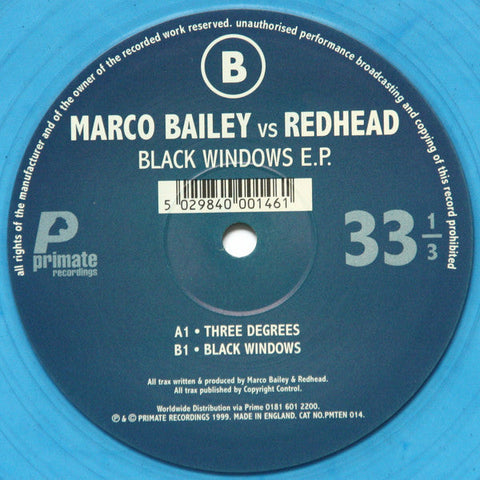 all rights of the manufacturer and of the owner of the recorded work reserved. unauthorised performance broadcasting and copying of this record prohibited
B
MARCO BAILEY vs REDHEAD
BLACK WINDOWS E.P.
5 029840 001461
primate
recordings
33 1/3
A1 • THREE DEGREES
B1 • BLACK WINDOWS
All trax written & produced by Marco Bailey & Redhead.
All trax published by Copyright Control.
Worldwide Distribution via Prime 0181 601 2200.
℗ & © PRIMATE RECORDINGS 1999. MADE IN ENGLAND. CAT NO.PMTEN 014.